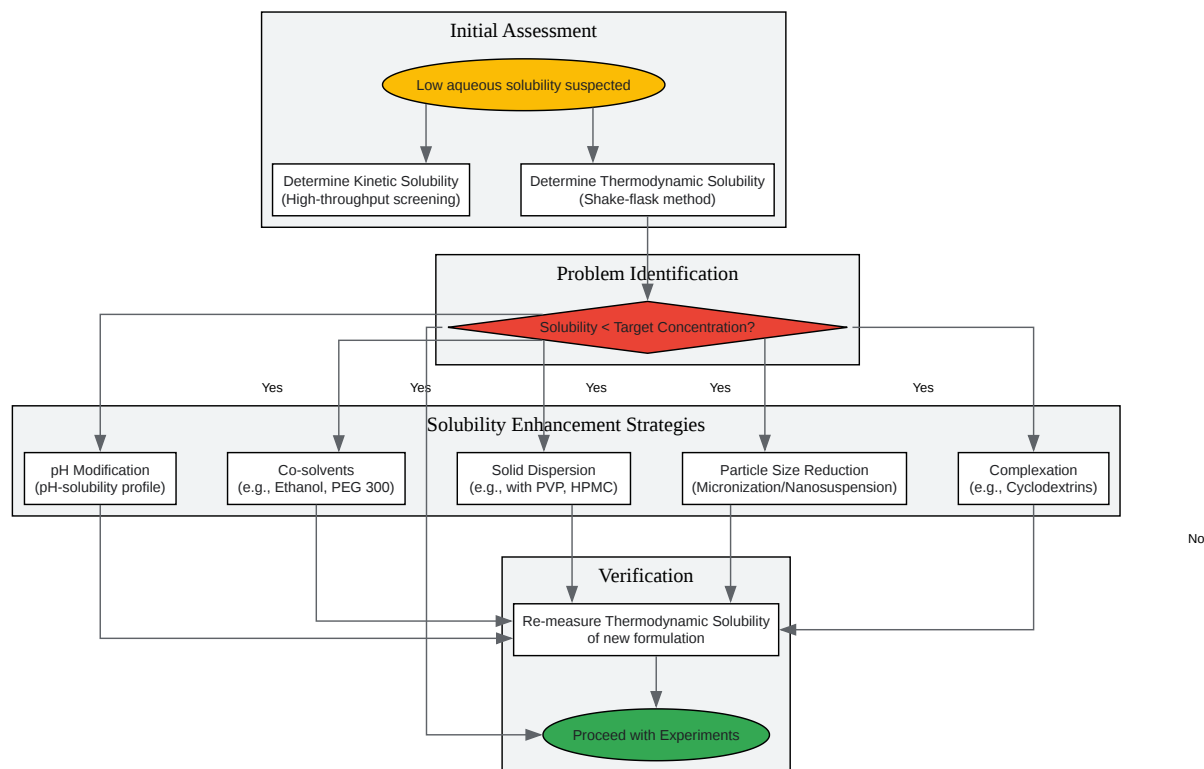 Initial Assessment
Low aqueous solubility suspected
Determine Kinetic Solubility
(High-throughput screening)
Determine Thermodynamic Solubility
(Shake-flask method)
Problem Identification
Solubility < Target Concentration?
Yes
Yes
Yes
Yes
Yes
Solubility Enhancement Strategies
pH Modification
(pH-solubility profile)
Co-solvents
(e.g., Ethanol, PEG 300)
Solid Dispersion
(e.g., with PVP, HPMC)
Particle Size Reduction
(Micronization/Nanosuspension)
Complexation
(e.g., Cyclodextrins)
No
Verification
Re-measure Thermodynamic Solubility
of new formulation
Proceed with Experiments